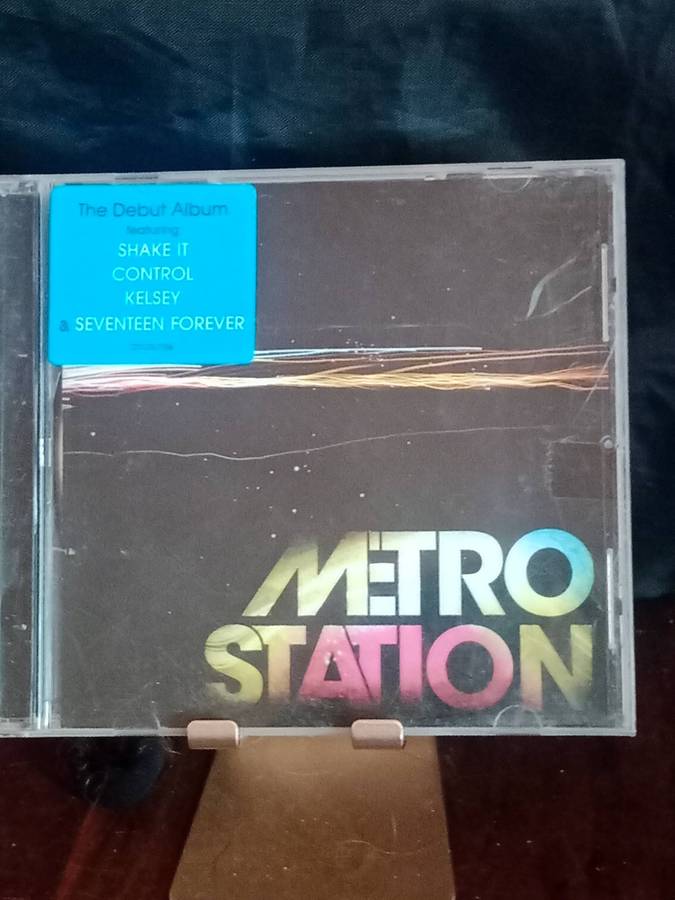 The Debut Album
featuring
SHAKE IT
CONTROL
KELSEY
& SEVENTEEN FOREVER
METRO
STATION